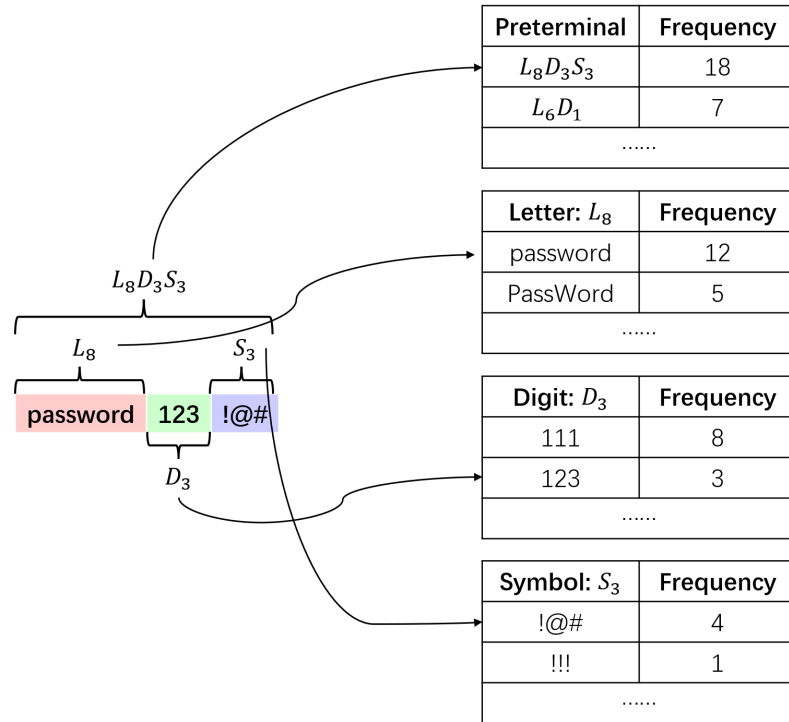 Preterminal Frequency
L₈D₃S₃ 18
L₆D₁ 7
......
Letter: L₈ Frequency
password 12
PassWord 5
......
L₈D₃S₃
L₈ S₃
password 123 !@#
D₃
Digit: D₃ Frequency
111 8
123 3
......
Symbol: S₃ Frequency
!@# 4
!!! 1
......